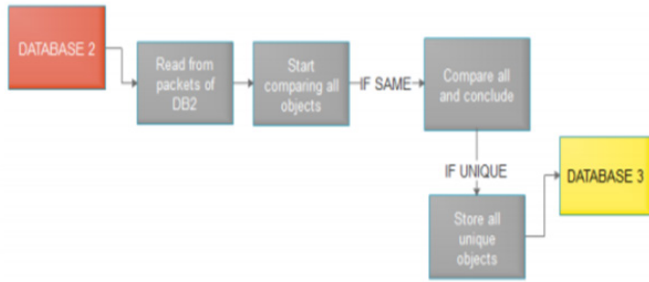 DATABASE 2
Read from
packets of
DB2
Start
comparing all
objects
IF SAME
Compare all
and conclude
IF UNIQUE
Store all
unique
objects
DATABASE 3